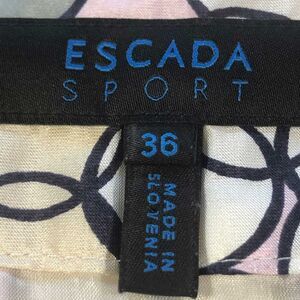 ESCADA
SPORT
36
MADE IN
SLOVENIA